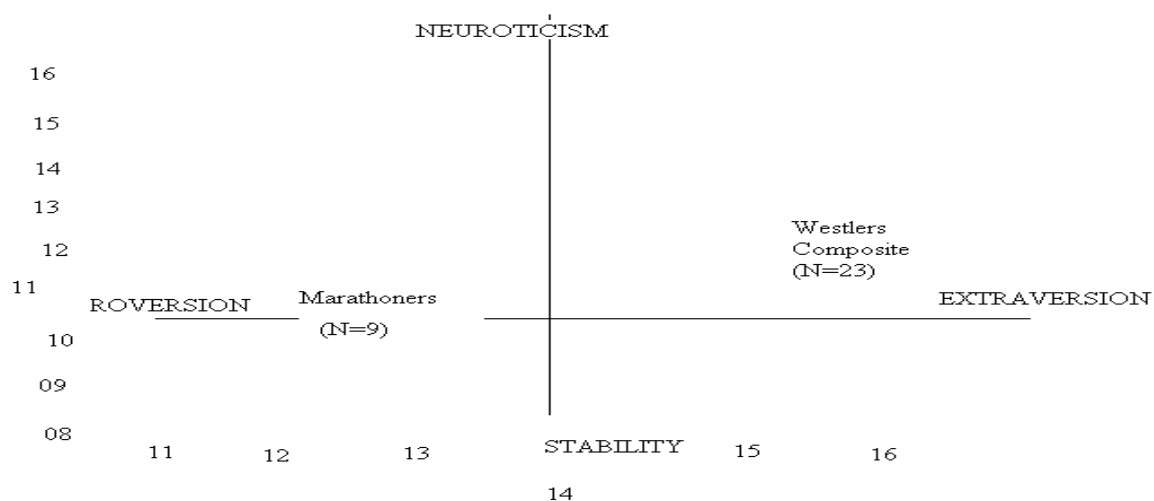 NEUROTICISM
16
15
14
13
12
Westlers
Composite
(N=23)
11
ROVERSION
Marathoners
(N=9)
EXTRAVERSION
10
09
08
11
12
13
STABILITY
15
16
14